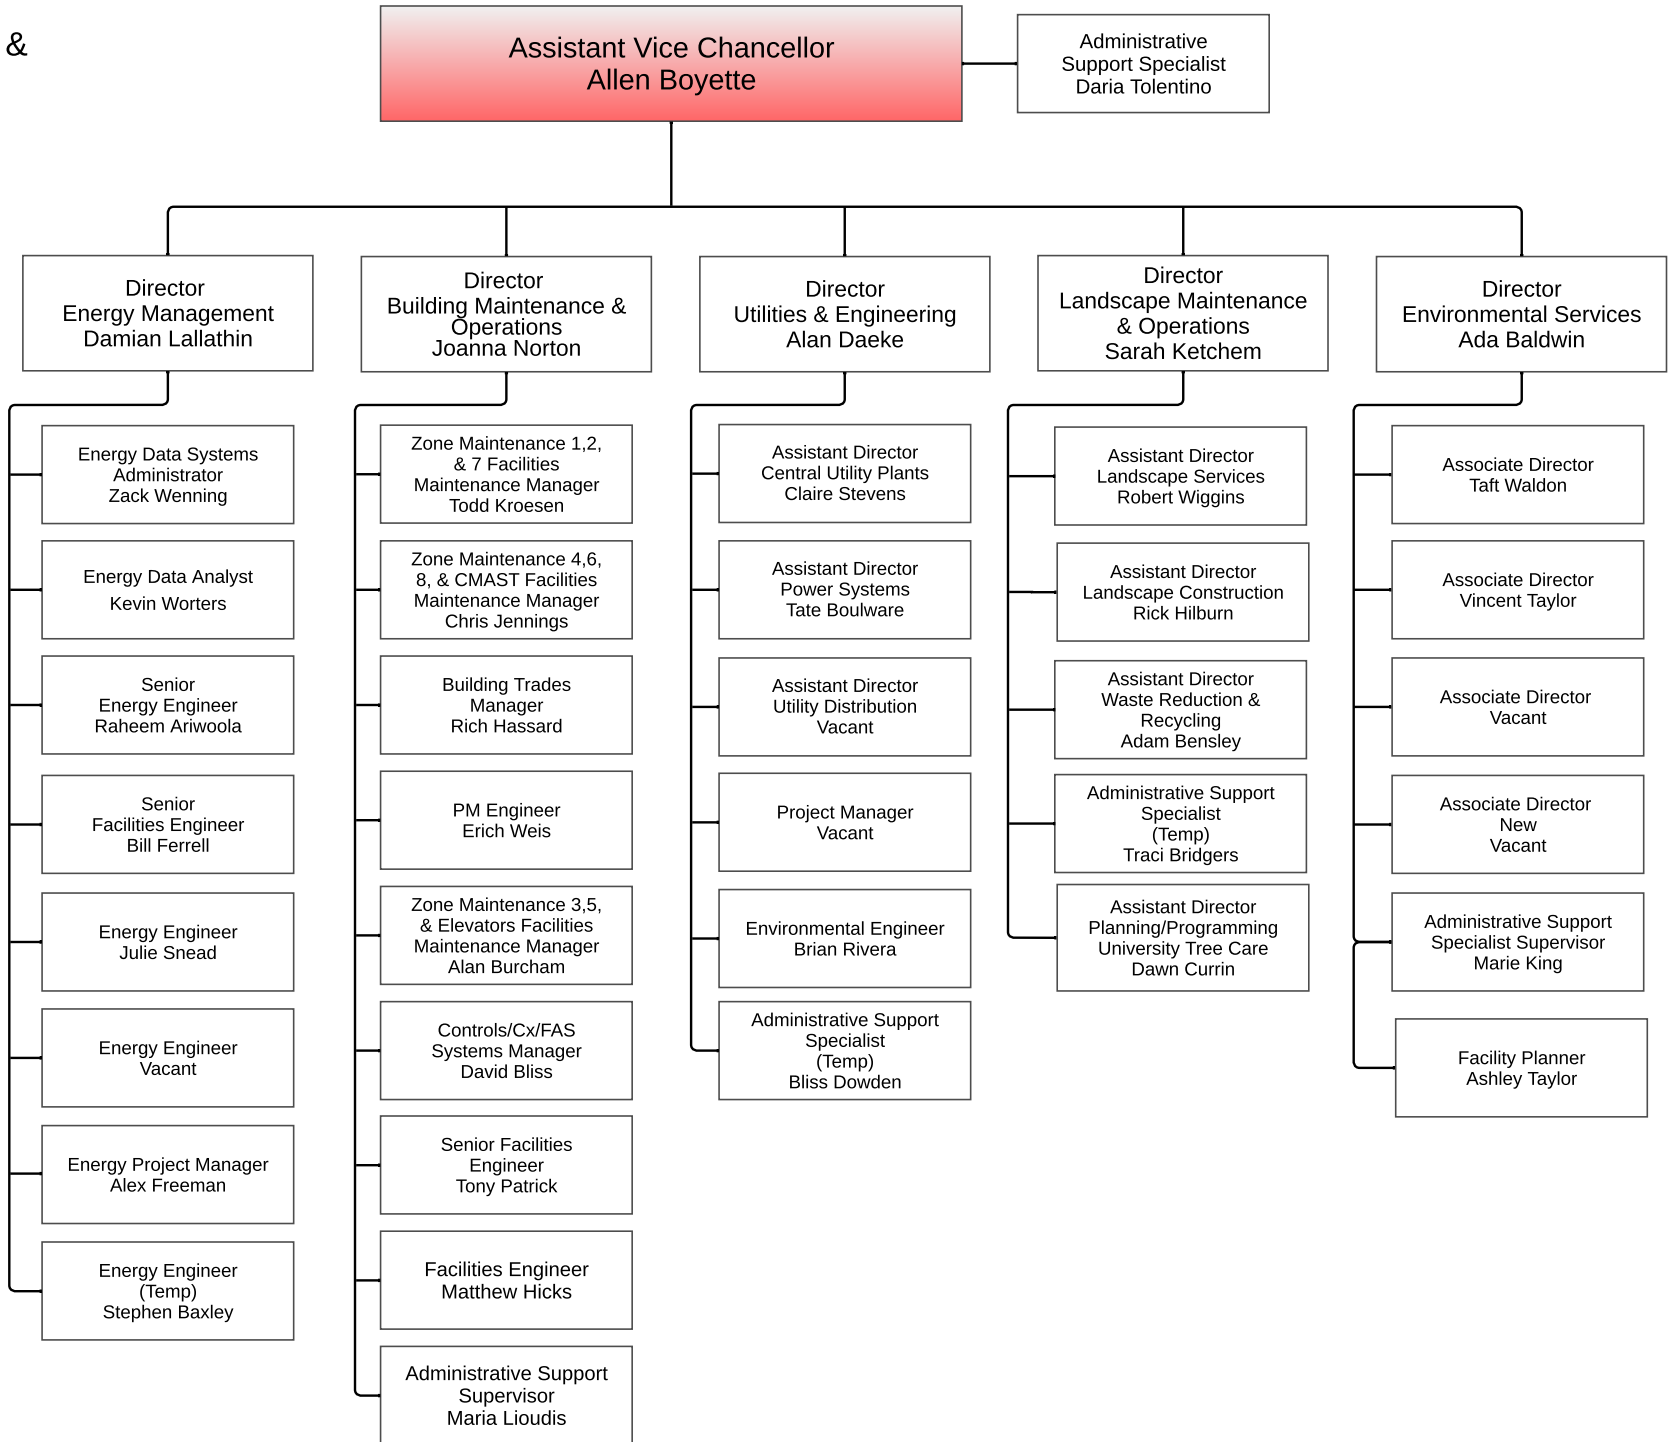 &
Assistant Vice Chancellor
Allen Boyette
Administrative
Support Specialist
Daria Tolentino
Director
Energy Management
Damian Lallathin
Director
Building Maintenance &
Operations
Joanna Norton
Director
Utilities & Engineering
Alan Daeke
Director
Landscape Maintenance
& Operations
Sarah Ketchem
Director
Environmental Services
Ada Baldwin
Energy Data Systems
Administrator
Zack Wenning
Energy Data Analyst
Kevin Worters
Senior
Energy Engineer
Raheem Ariwoola
Senior
Facilities Engineer
Bill Ferrell
Energy Engineer
Julie Snead
Energy Engineer
Vacant
Energy Project Manager
Alex Freeman
Energy Engineer
(Temp)
Stephen Baxley
Zone Maintenance 1,2,
& 7 Facilities
Maintenance Manager
Todd Kroesen
Zone Maintenance 4,6,
8, & CMAST Facilities
Maintenance Manager
Chris Jennings
Building Trades
Manager
Rich Hassard
PM Engineer
Erich Weis
Zone Maintenance 3,5,
& Elevators Facilities
Maintenance Manager
Alan Burcham
Controls/Cx/FAS
Systems Manager
David Bliss
Senior Facilities
Engineer
Tony Patrick
Facilities Engineer
Matthew Hicks
Administrative Support
Supervisor
Maria Lioudis
Assistant Director
Central Utility Plants
Claire Stevens
Assistant Director
Power Systems
Tate Boulware
Assistant Director
Utility Distribution
Vacant
Project Manager
Vacant
Environmental Engineer
Brian Rivera
Administrative Support
Specialist
(Temp)
Bliss Dowden
Assistant Director
Landscape Services
Robert Wiggins
Assistant Director
Landscape Construction
Rick Hilburn
Assistant Director
Waste Reduction &
Recycling
Adam Bensley
Administrative Support
Specialist
(Temp)
Traci Bridgers
Assistant Director
Planning/Programming
University Tree Care
Dawn Currin
Associate Director
Taft Waldon
Associate Director
Vincent Taylor
Associate Director
Vacant
Associate Director
New
Vacant
Administrative Support
Specialist Supervisor
Marie King
Facility Planner
Ashley Taylor